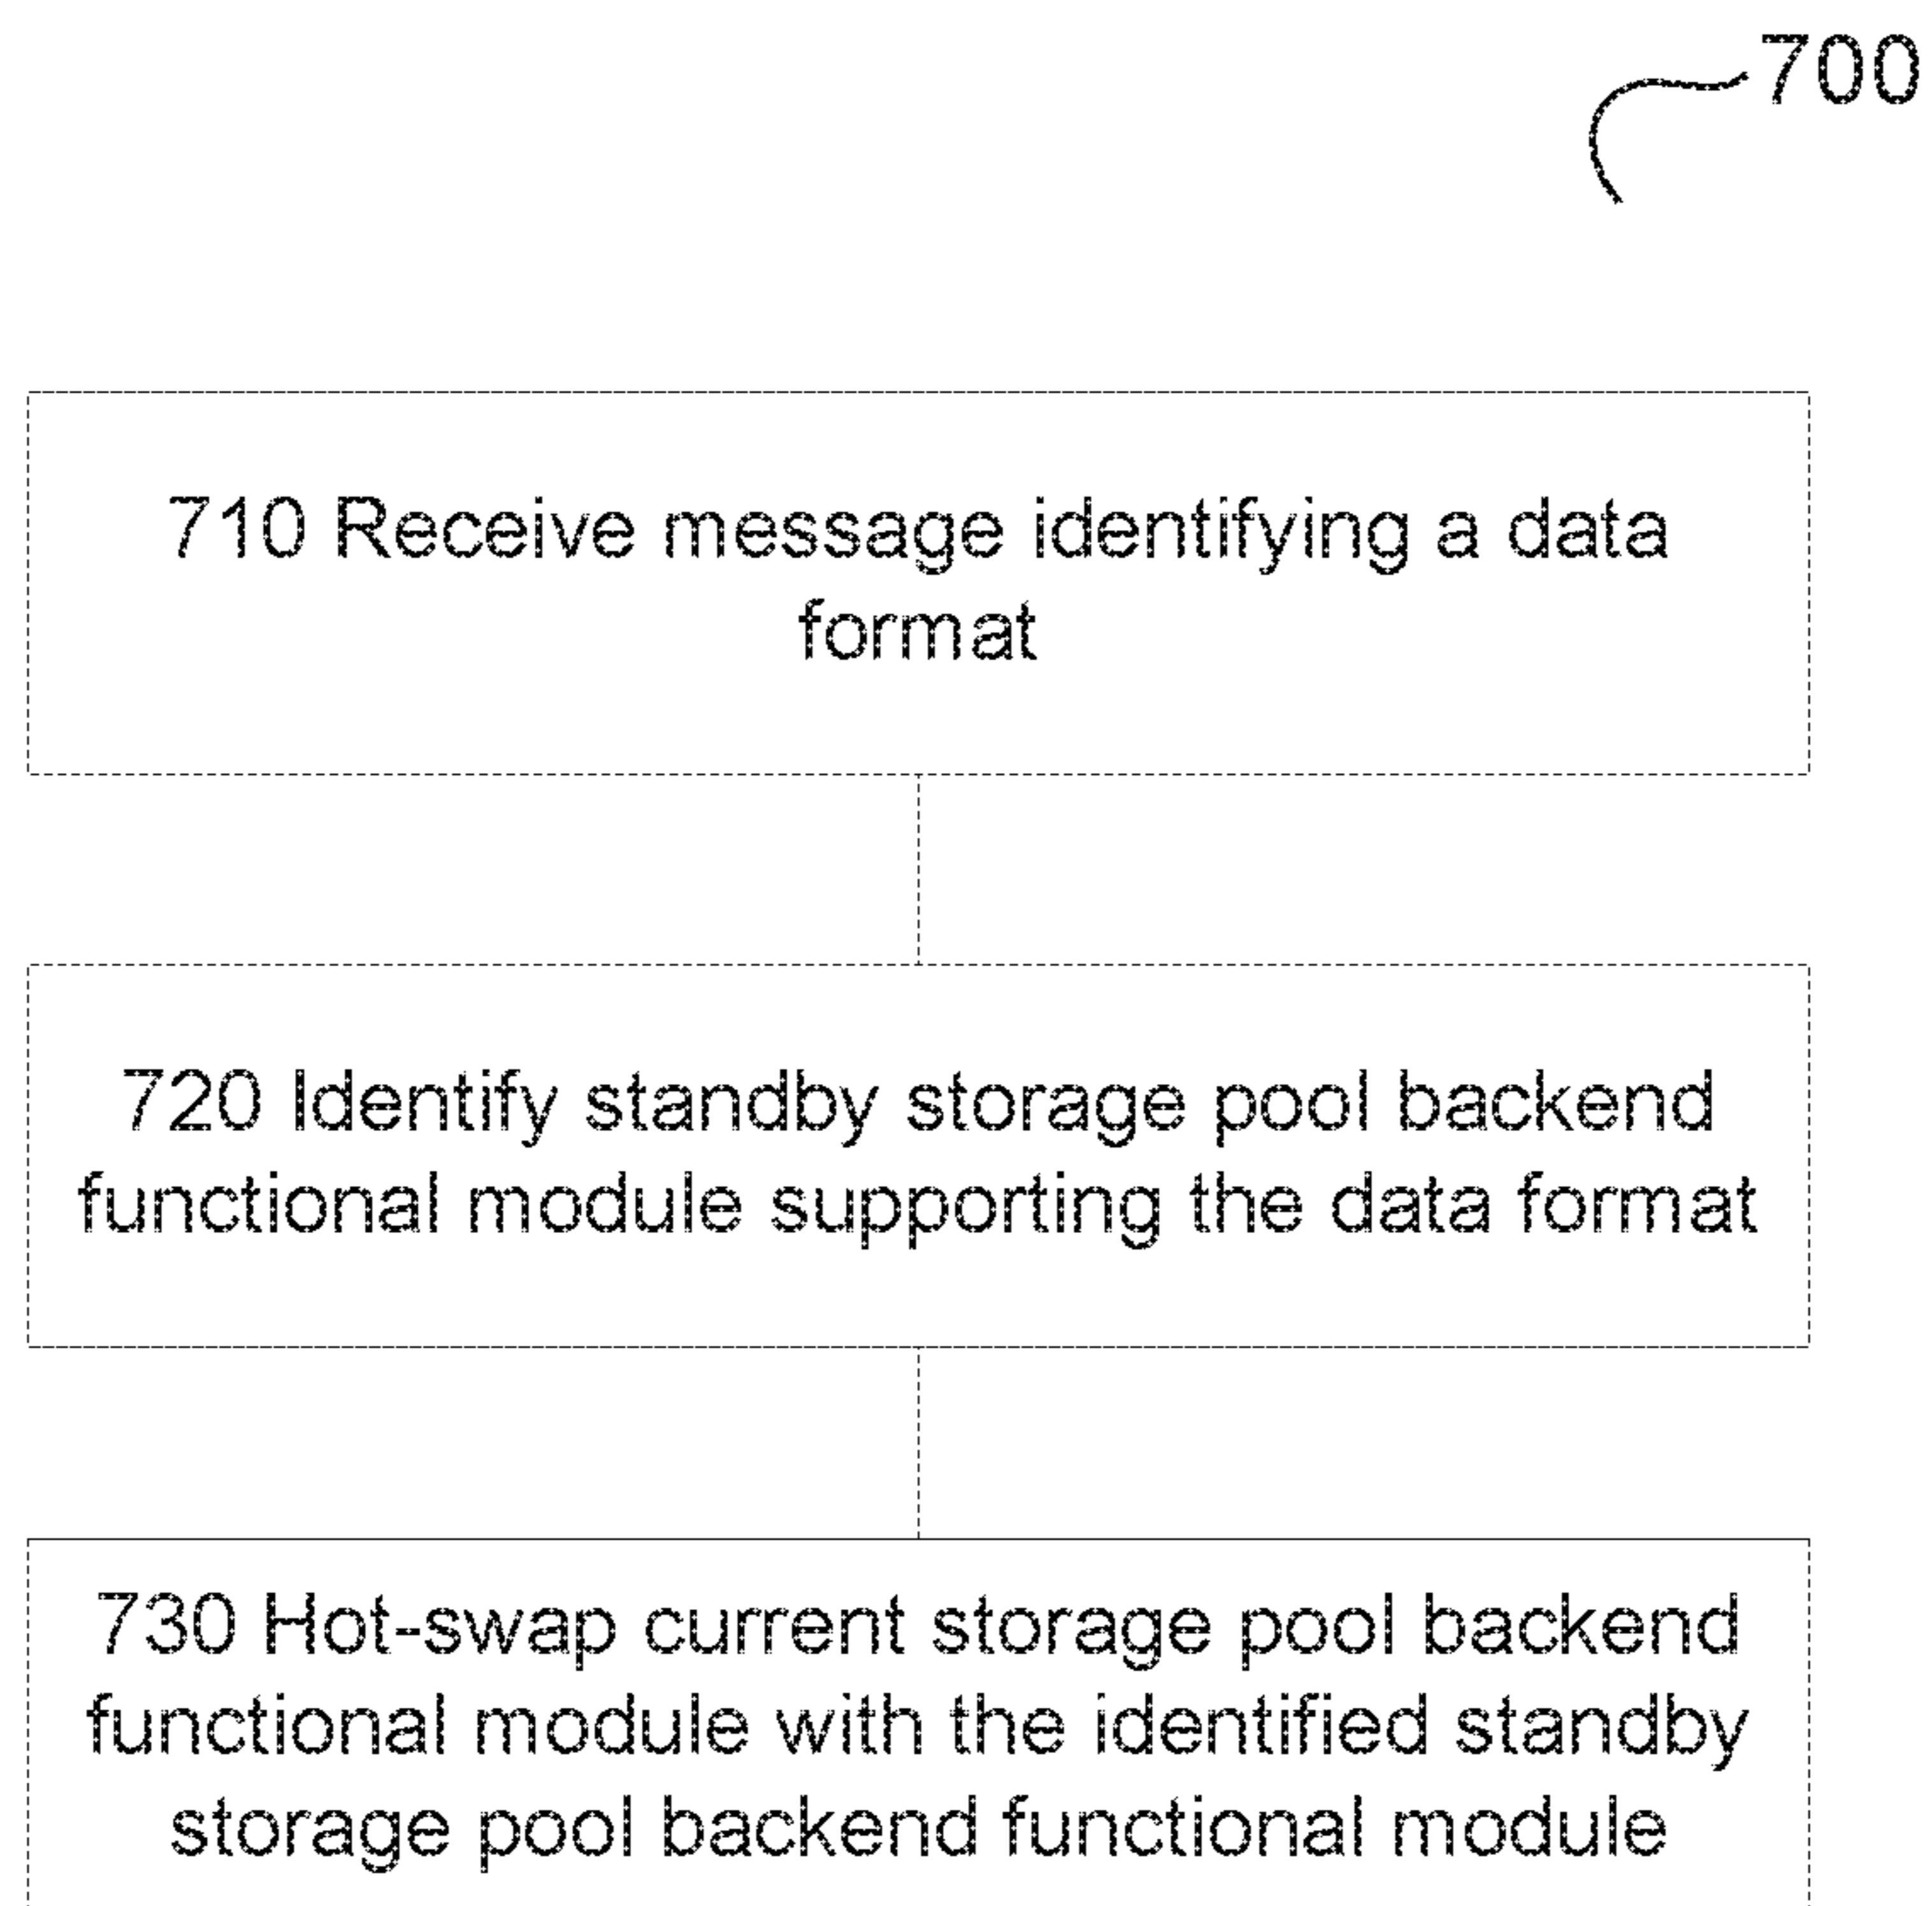 700
710 Receive message identifying a data
format
720 Identify standby storage pool backend
functional module supporting the data format
730 Hot-swap current storage pool backend
functional module with the identified standby
storage pool backend functional module